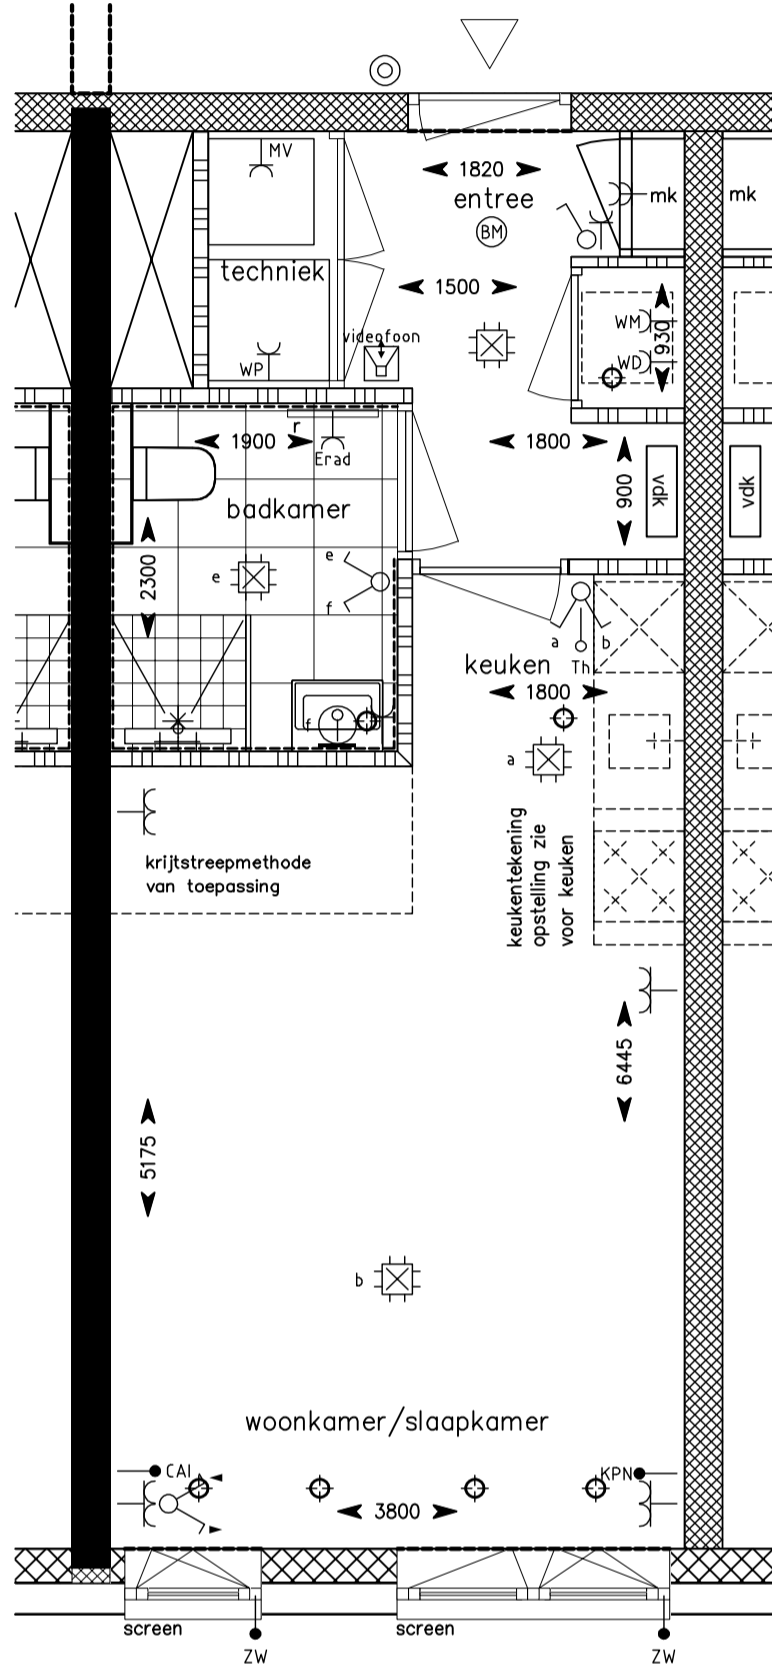 MV
1820
entree
BM
mk
mk
techniek
1500
videofoon
WM
WD
930
WP
r
1900
Erad
1800
900
vdk
vdk
badkamer
2300
e
e
f
a
b
Th
keuken
1800
f
a
krijtstreepmethode
van toepassing
keukentekening
opstelling zie
voor keuken
6445
5175
b
woonkamer/slaapkamer
CAI
KPN
3800
screen
screen
ZW
ZW